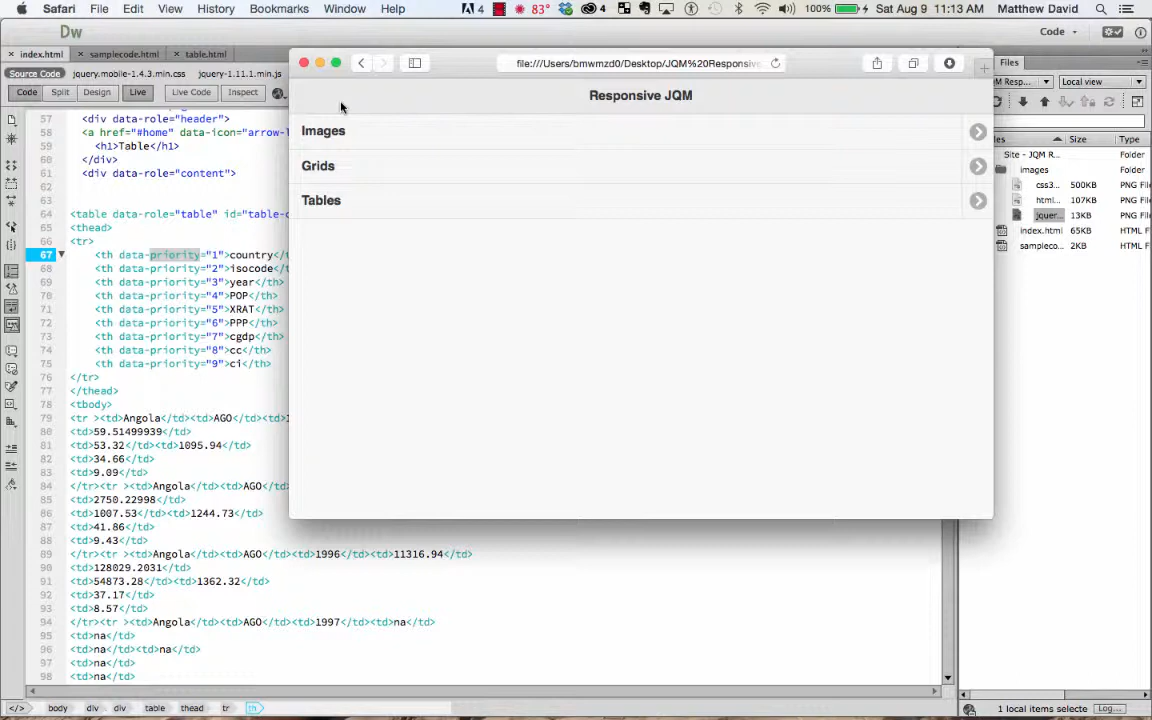 Safari File Edit View History Bookmarks Window Help 4 83° 4 100% Sat Aug 9 11:13 AM Matthew David
Dw Code
index.html × samplecode.html × table.html
Source Code jquery.mobile-1.4.3.min.css jquery-1.11.1.min.js
Code Split Design Live Live Code Inspect
file:///Users/bmwmzd0/Desktop/JQM%20Responsive
Files
JQM Resp... Local view
Responsive JQM
Images
Grids
Tables
57 <div data-role="header">
58 <a href="#home" data-icon="arrow-l
59 <h1>Table</h1>
60 </div>
61 <div data-role="content">
62
63
64 <table data-role="table" id="table-c
65 <thead>
66 <tr>
67 <th data-priority="1">country</
68 <th data-priority="2">isocode</t
69 <th data-priority="3">year</th>
70 <th data-priority="4">POP</th>
71 <th data-priority="5">XRAT</th>
72 <th data-priority="6">PPP</th>
73 <th data-priority="7">cgdp</th>
74 <th data-priority="8">cc</th>
75 <th data-priority="9">ci</th>
76 </tr>
77 </thead>
78 <tbody>
79 <tr ><td>Angola</td><td>AGO</td><td>1
80 <td>59.51499939</td>
81 <td>53.32</td><td>1095.94</td>
82 <td>34.66</td>
83 <td>9.09</td>
84 </tr><tr ><td>Angola</td><td>AGO</td>
85 <td>2750.22998</td>
86 <td>1007.53</td><td>1244.73</td>
87 <td>41.86</td>
88 <td>9.43</td>
89 </tr><tr ><td>Angola</td><td>AGO</td><td>1996</td><td>11316.94</td>
90 <td>128029.2031</td>
91 <td>54873.28</td><td>1362.32</td>
92 <td>37.17</td>
93 <td>8.57</td>
94 </tr><tr ><td>Angola</td><td>AGO</td><td>1997</td><td>na</td>
95 <td>na</td>
96 <td>na</td><td>na</td>
97 <td>na</td>
98 <td>na</td>
les Size Type
Site - JQM R... Folder
images Folder
css3... 500KB PNG Fi
html... 107KB PNG Fi
jquer... 13KB PNG Fi
index.html 65KB HTML F
sampleco... 2KB HTML F
</> body div div table thead tr th
1 local items selecte Log...